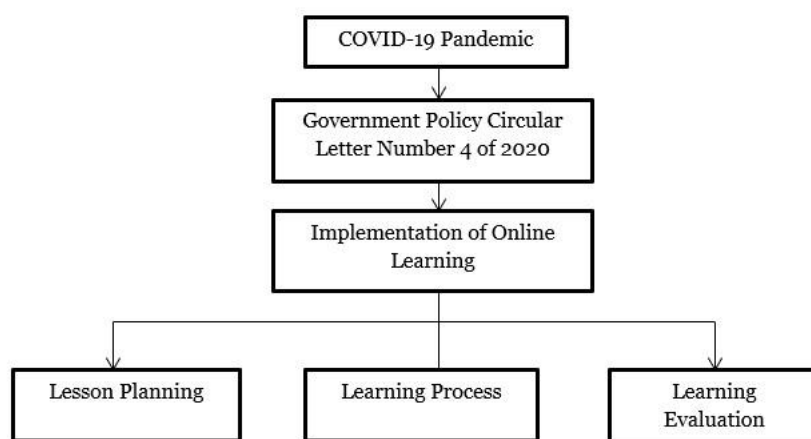 COVID-19 Pandemic
Government Policy Circular
Letter Number 4 of 2020
Implementation of Online
Learning
Lesson Planning
Learning Process
Learning
Evaluation